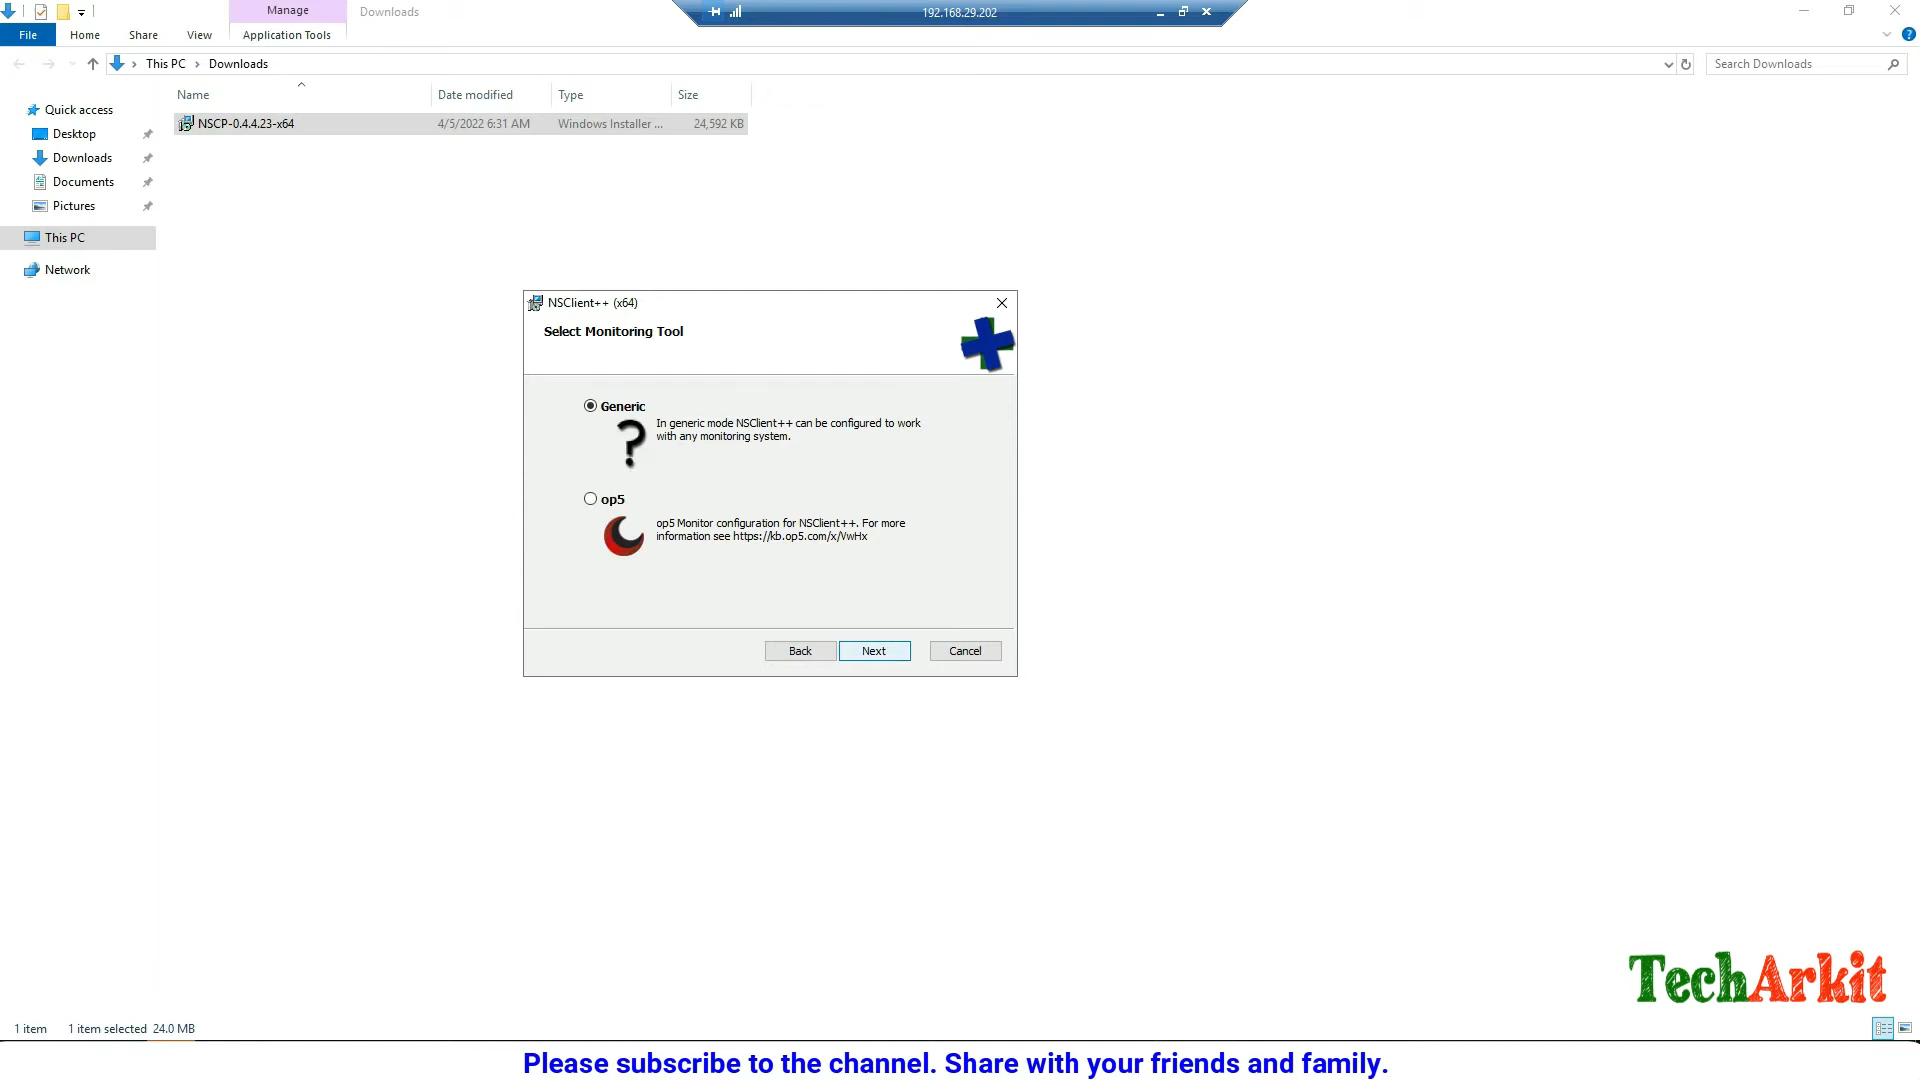 Manage
Downloads
192.168.29.202
File
Home
Share
View
Application Tools
This PC
Downloads
Search Downloads
Name
Date modified
Type
Size
Quick access
NSCP-0.4.4.23-x64
4/5/2022 6:31 AM
Windows Installer ...
24,592 KB
Desktop
Downloads
Documents
Pictures
This PC
Network
NSClient++ (x64)
Select Monitoring Tool
Generic
In generic mode NSClient++ can be configured to work
with any monitoring system.
op5
op5 Monitor configuration for NSClient++. For more
information see https://kb.op5.com/x/VwHx
Back
Next
Cancel
TechArkit
1 item
1 item selected
24.0 MB
Please subscribe to the channel. Share with your friends and family.